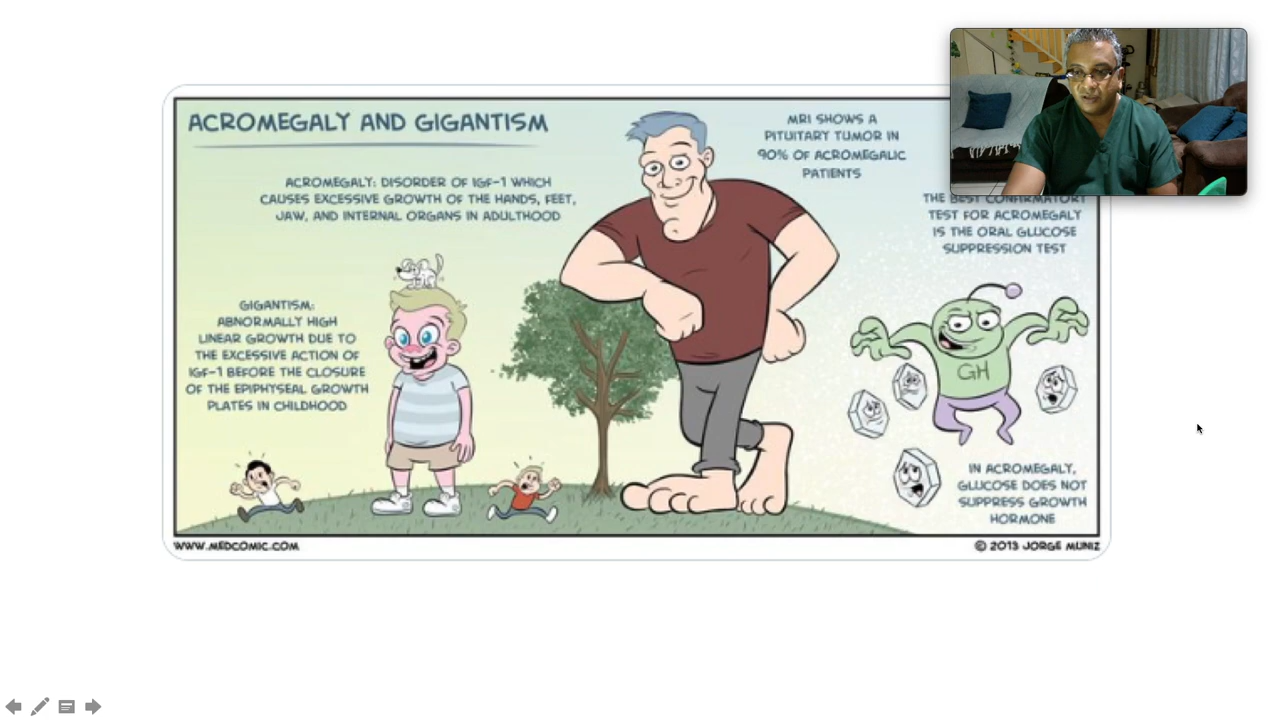 ACROMEGALY AND GIGANTISM
ACROMEGALY: DISORDER OF IGF-1 WHICH
CAUSES EXCESSIVE GROWTH OF THE HANDS, FEET,
JAW, AND INTERNAL ORGANS IN ADULTHOOD
GIGANTISM:
ABNORMALLY HIGH
LINEAR GROWTH DUE TO
THE EXCESSIVE ACTION OF
IGF-1 BEFORE THE CLOSURE
OF THE EPIPHYSEAL GROWTH
PLATES IN CHILDHOOD
MRI SHOWS A
PITUITARY TUMOR IN
90% OF ACROMEGALIC
PATIENTS
THE BEST CONFIRMATORY
TEST FOR ACROMEGALY
IS THE ORAL GLUCOSE
SUPPRESSION TEST
GH
IN ACROMEGALY,
GLUCOSE DOES NOT
SUPPRESS GROWTH
HORMONE
WWW.MEDCOMIC.COM
© 2013 JORGE MUNIZ